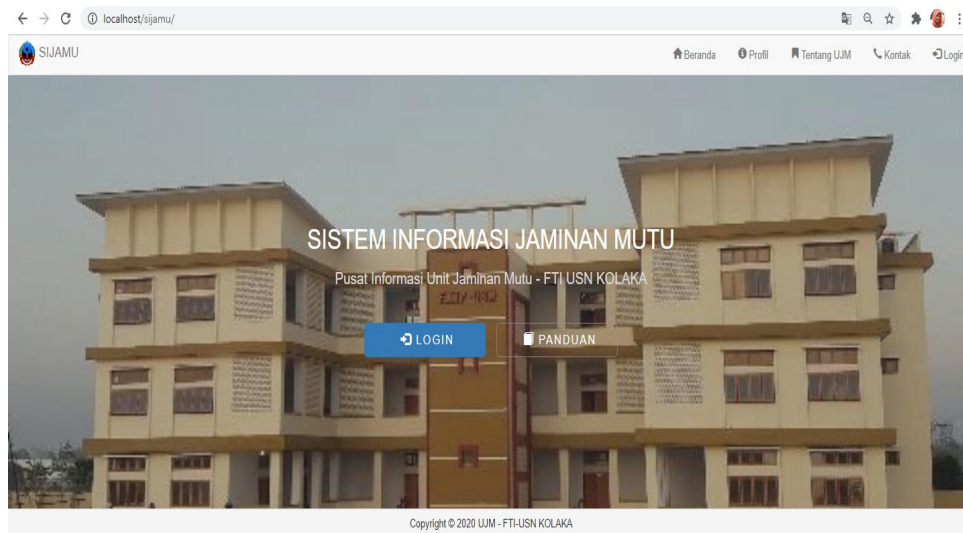 localhost/sijamu/
SIJAMU
Beranda Profil Tentang UJM Kontak Login
SISTEM INFORMASI JAMINAN MUTU
Pusat Informasi Unit Jaminan Mutu - FTI USN KOLAKA
LOGIN PANDUAN
Copyright © 2020 UJM - FTI-USN KOLAKA